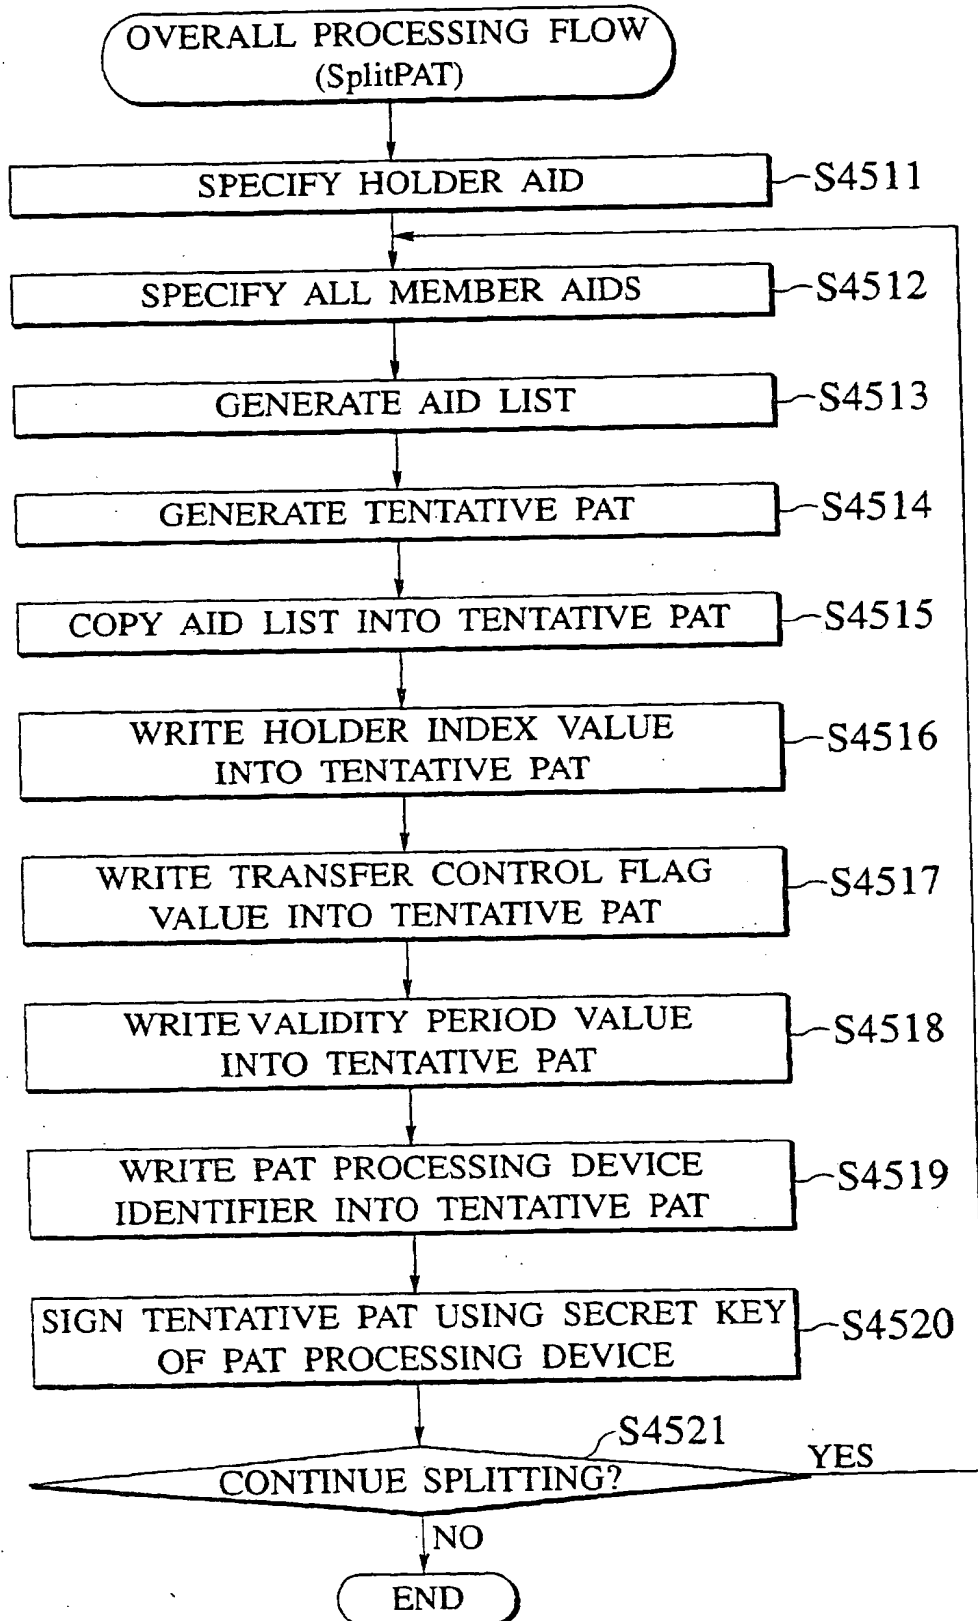 OVERALL PROCESSING FLOW
(SplitPAT)
SPECIFY HOLDER AID
S4511
SPECIFY ALL MEMBER AIDS
S4512
GENERATE AID LIST
S4513
GENERATE TENTATIVE PAT
S4514
COPY AID LIST INTO TENTATIVE PAT
S4515
WRITE HOLDER INDEX VALUE
INTO TENTATIVE PAT
S4516
WRITE TRANSFER CONTROL FLAG
VALUE INTO TENTATIVE PAT
S4517
WRITE VALIDITY PERIOD VALUE
INTO TENTATIVE PAT
S4518
WRITE PAT PROCESSING DEVICE
IDENTIFIER INTO TENTATIVE PAT
S4519
SIGN TENTATIVE PAT USING SECRET KEY
OF PAT PROCESSING DEVICE
S4520
S4521
CONTINUE SPLITTING?
YES
NO
END